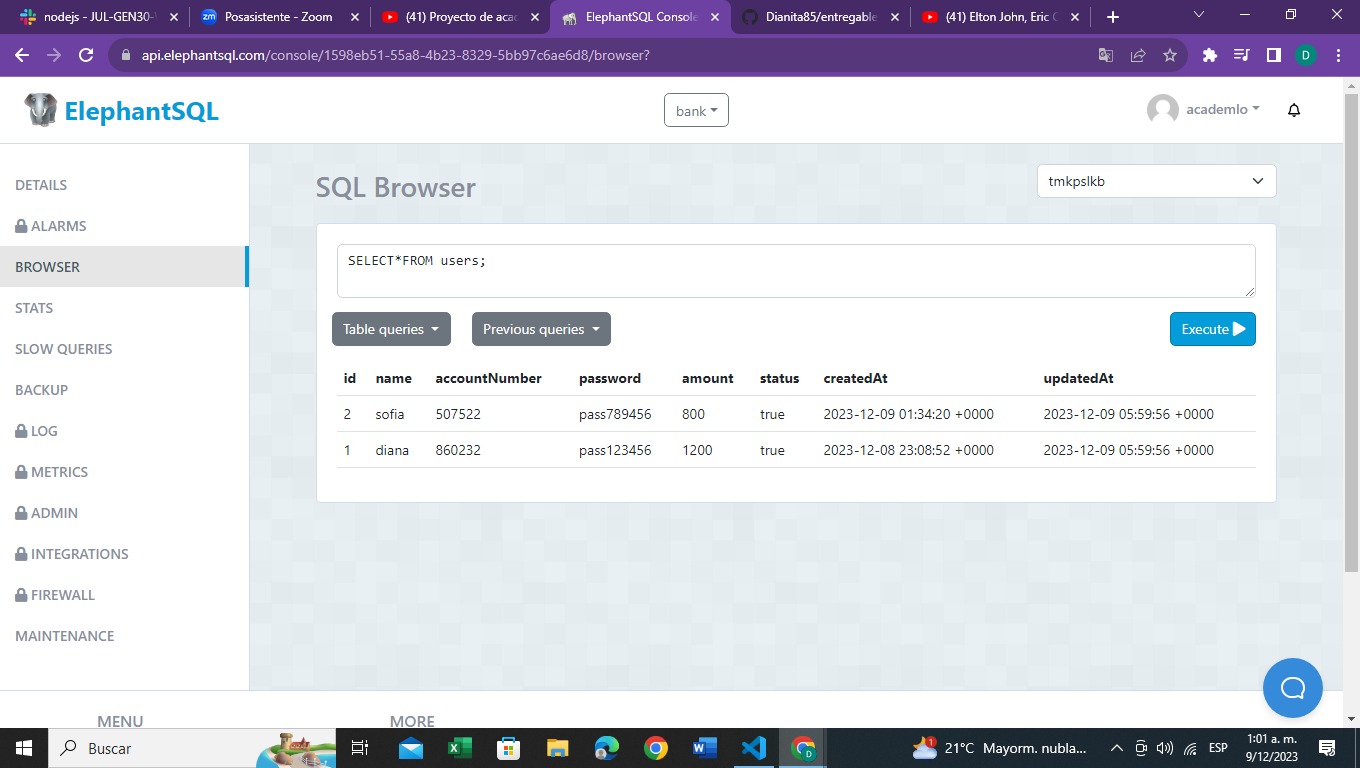 nodejs - JUL-GEN30-
Posasistente - Zoom
(41) Proyecto de aca
ElephantSQL Console
Dianita85/entregable
(41) Elton John, Eric C
api.elephantsql.com/console/1598eb51-55a8-4b23-8329-5bb97c6ae6d8/browser?
D
ElephantSQL
bank
academlo
DETAILS
ALARMS
BROWSER
STATS
SLOW QUERIES
BACKUP
LOG
METRICS
ADMIN
INTEGRATIONS
FIREWALL
MAINTENANCE
SQL Browser
tmkpslkb
SELECT*FROM users;
Table queries
Previous queries
Execute
id name accountNumber password amount status createdAt updatedAt
2 sofia 507522 pass789456 800 true 2023-12-09 01:34:20 +0000 2023-12-09 05:59:56 +0000
1 diana 860232 pass123456 1200 true 2023-12-08 23:08:52 +0000 2023-12-09 05:59:56 +0000
MENU
MORE
Buscar
1
21°C Mayorm. nubla...
ESP
1:01 a. m.
9/12/2023